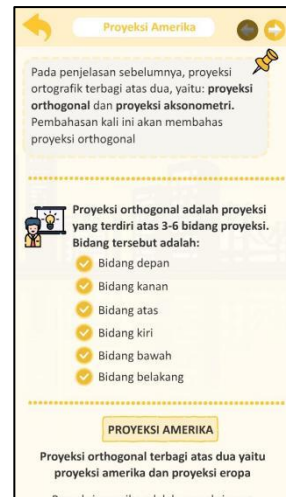 Proyeksi Amerika
Pada penjelasan sebelumnya, proyeksi
ortografik terbagi atas dua, yaitu: proyeksi
orthogonal dan proyeksi aksonometri.
Pembahasan kali ini akan membahas
proyeksi orthogonal
Proyeksi orthogonal adalah proyeksi
yang terdiri atas 3-6 bidang proyeksi.
Bidang tersebut adalah:
Bidang depan
Bidang kanan
Bidang atas
Bidang kiri
Bidang bawah
Bidang belakang
PROYEKSI AMERIKA
Proyeksi orthogonal terbagi atas dua yaitu
proyeksi amerika dan proyeksi eropa